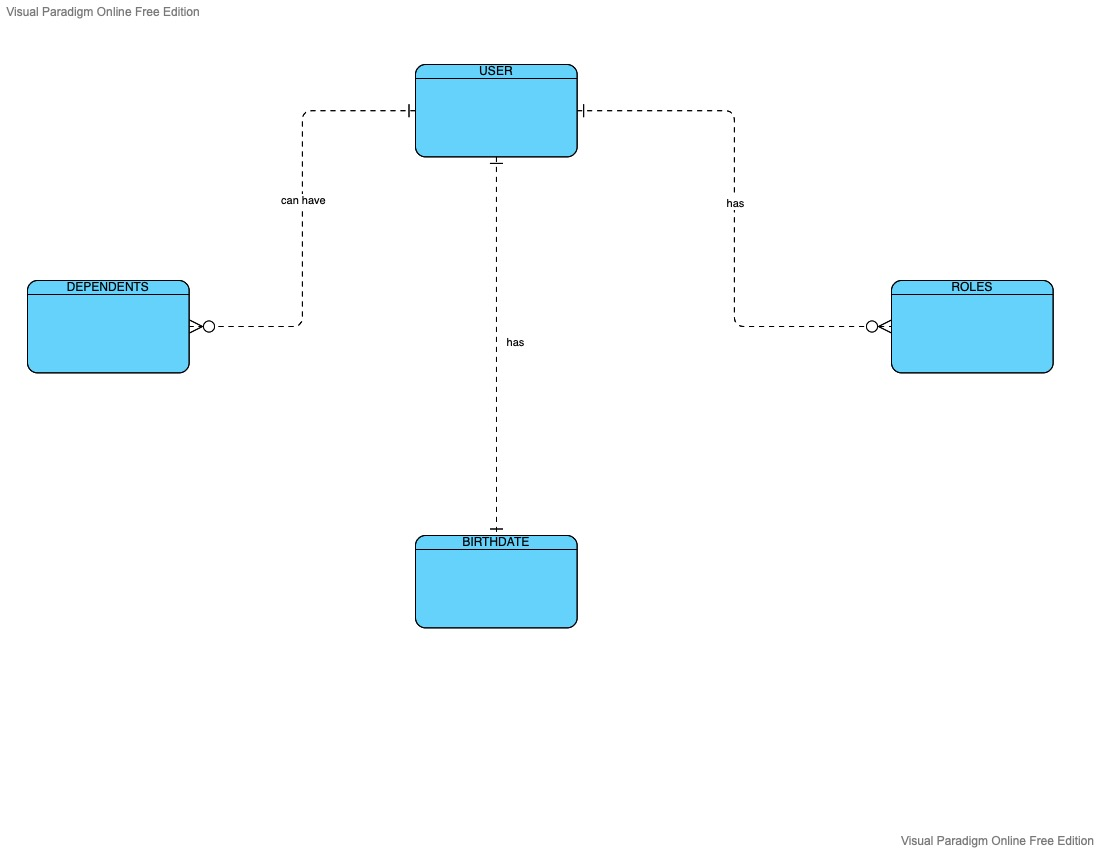 Visual Paradigm Online Free Edition
USER
can have
has
DEPENDENTS
ROLES
has
BIRTHDATE
Visual Paradigm Online Free Edition